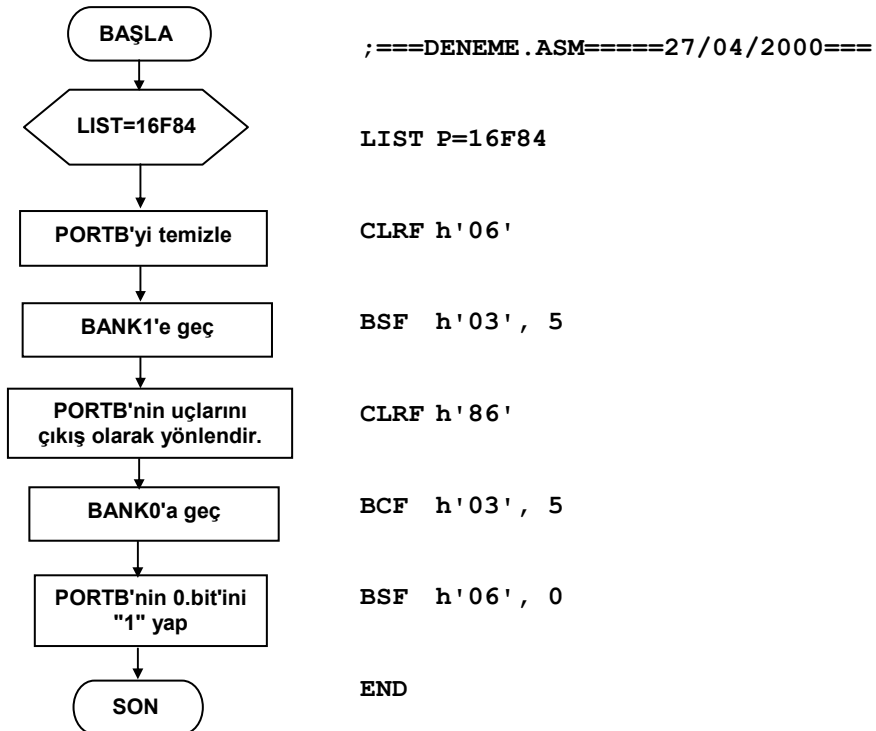 BAŞLA
;===DENEME.ASM=====27/04/2000===
LIST=16F84
LIST P=16F84
PORTB'yi temizle
CLRF h'06'
BANK1'e geç
BSF h'03', 5
PORTB'nin uçlarını
çıkış olarak yönlendir.
CLRF h'86'
BANK0'a geç
BCF h'03', 5
PORTB'nin 0.bit'ini
"1" yap
BSF h'06', 0
SON
END